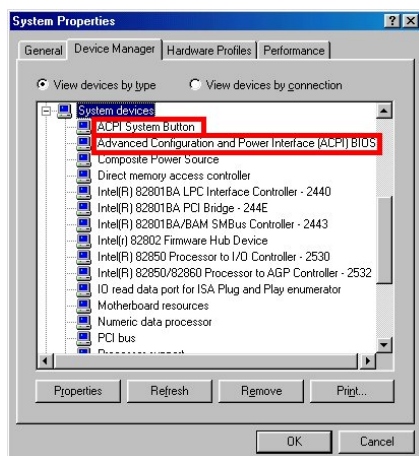 System Properties
General Device Manager Hardware Profiles Performance
View devices by type View devices by connection
System devices
ACPI System Button
Advanced Configuration and Power Interface (ACPI) BIOS
Composite Power Source
Direct memory access controller
Intel(R) 82801BA LPC Interface Controller - 2440
Intel(R) 82801BA PCI Bridge - 244E
Intel(R) 82801BA/BAM SMBus Controller - 2443
Intel(r) 82802 Firmware Hub Device
Intel(R) 82850 Processor to I/O Controller - 2530
Intel(R) 82850/82860 Processor to AGP Controller - 2532
IO read data port for ISA Plug and Play enumerator
Motherboard resources
Numeric data processor
PCI bus
Processor support
Properties Refresh Remove Print...
OK Cancel